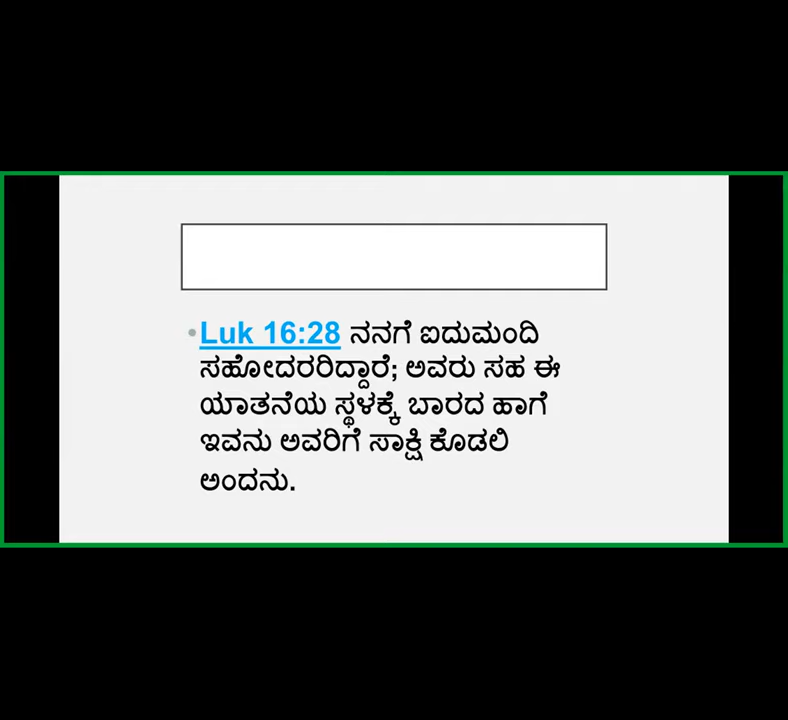 •Luk 16:28 ನನಗೆ ಐದುಮಂದಿ
ಸಹೋದರರಿದ್ದಾರೆ; ಅವರು ಸಹ ಈ
ಯಾತನೆಯ ಸ್ಥಳಕ್ಕೆ ಬಾರದ ಹಾಗೆ
ಇವನು ಅವರಿಗೆ ಸಾಕ್ಷಿ ಕೊಡಲಿ
ಅಂದನು.